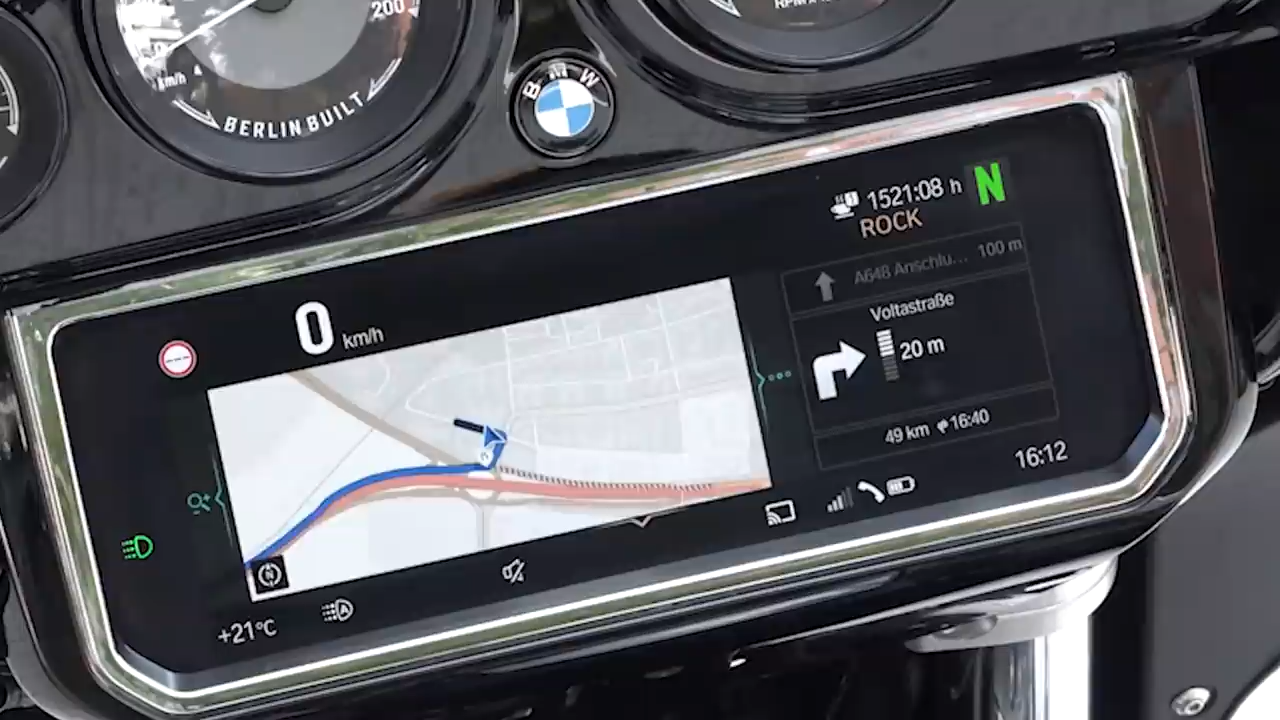 200
km/h
BERLIN BUILT
BMW
1521:08 h
N
ROCK
A648 Anschlu... 100 m
0 km/h
Voltastraße
20 m
49 km 16:40
16:12
N
+21°C
A